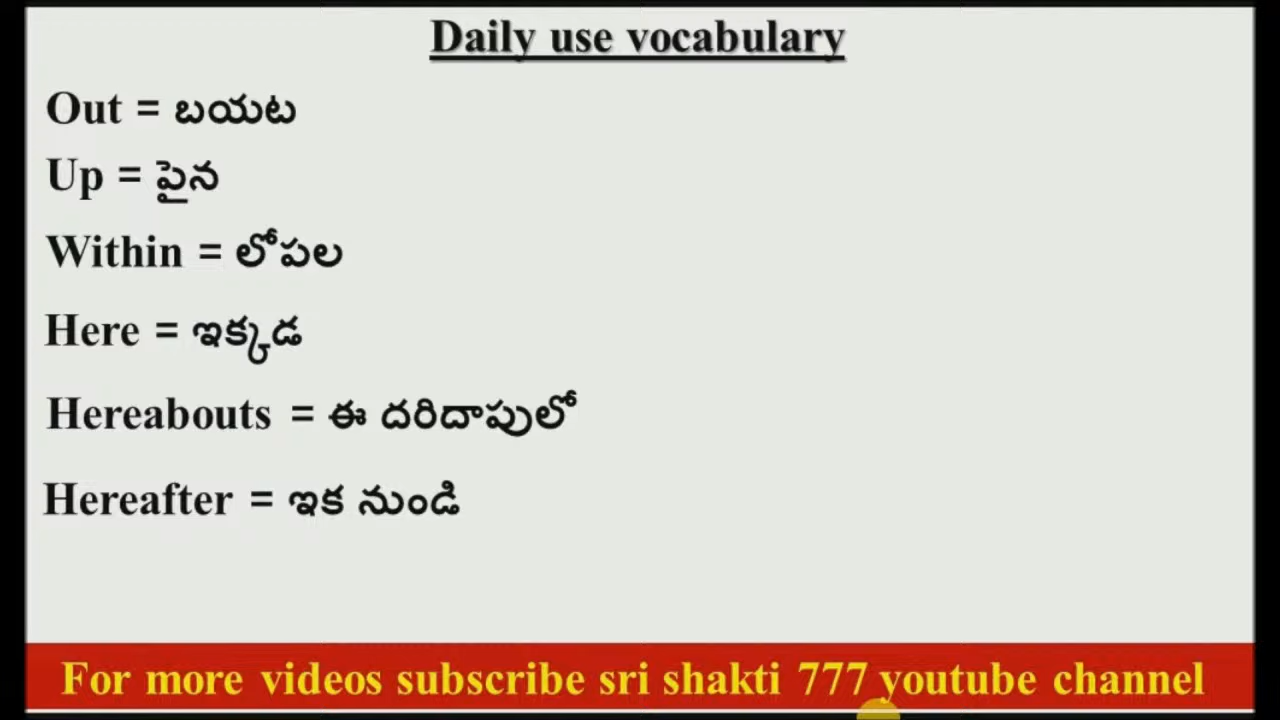 Daily use vocabulary
Out = బయట
Up = పైన
Within = లోపల
Here = ఇక్కడ
Hereabouts = ఈ దరిదాపులో
Hereafter = ఇక నుండి
For more videos subscribe sri shakti 777 youtube channel